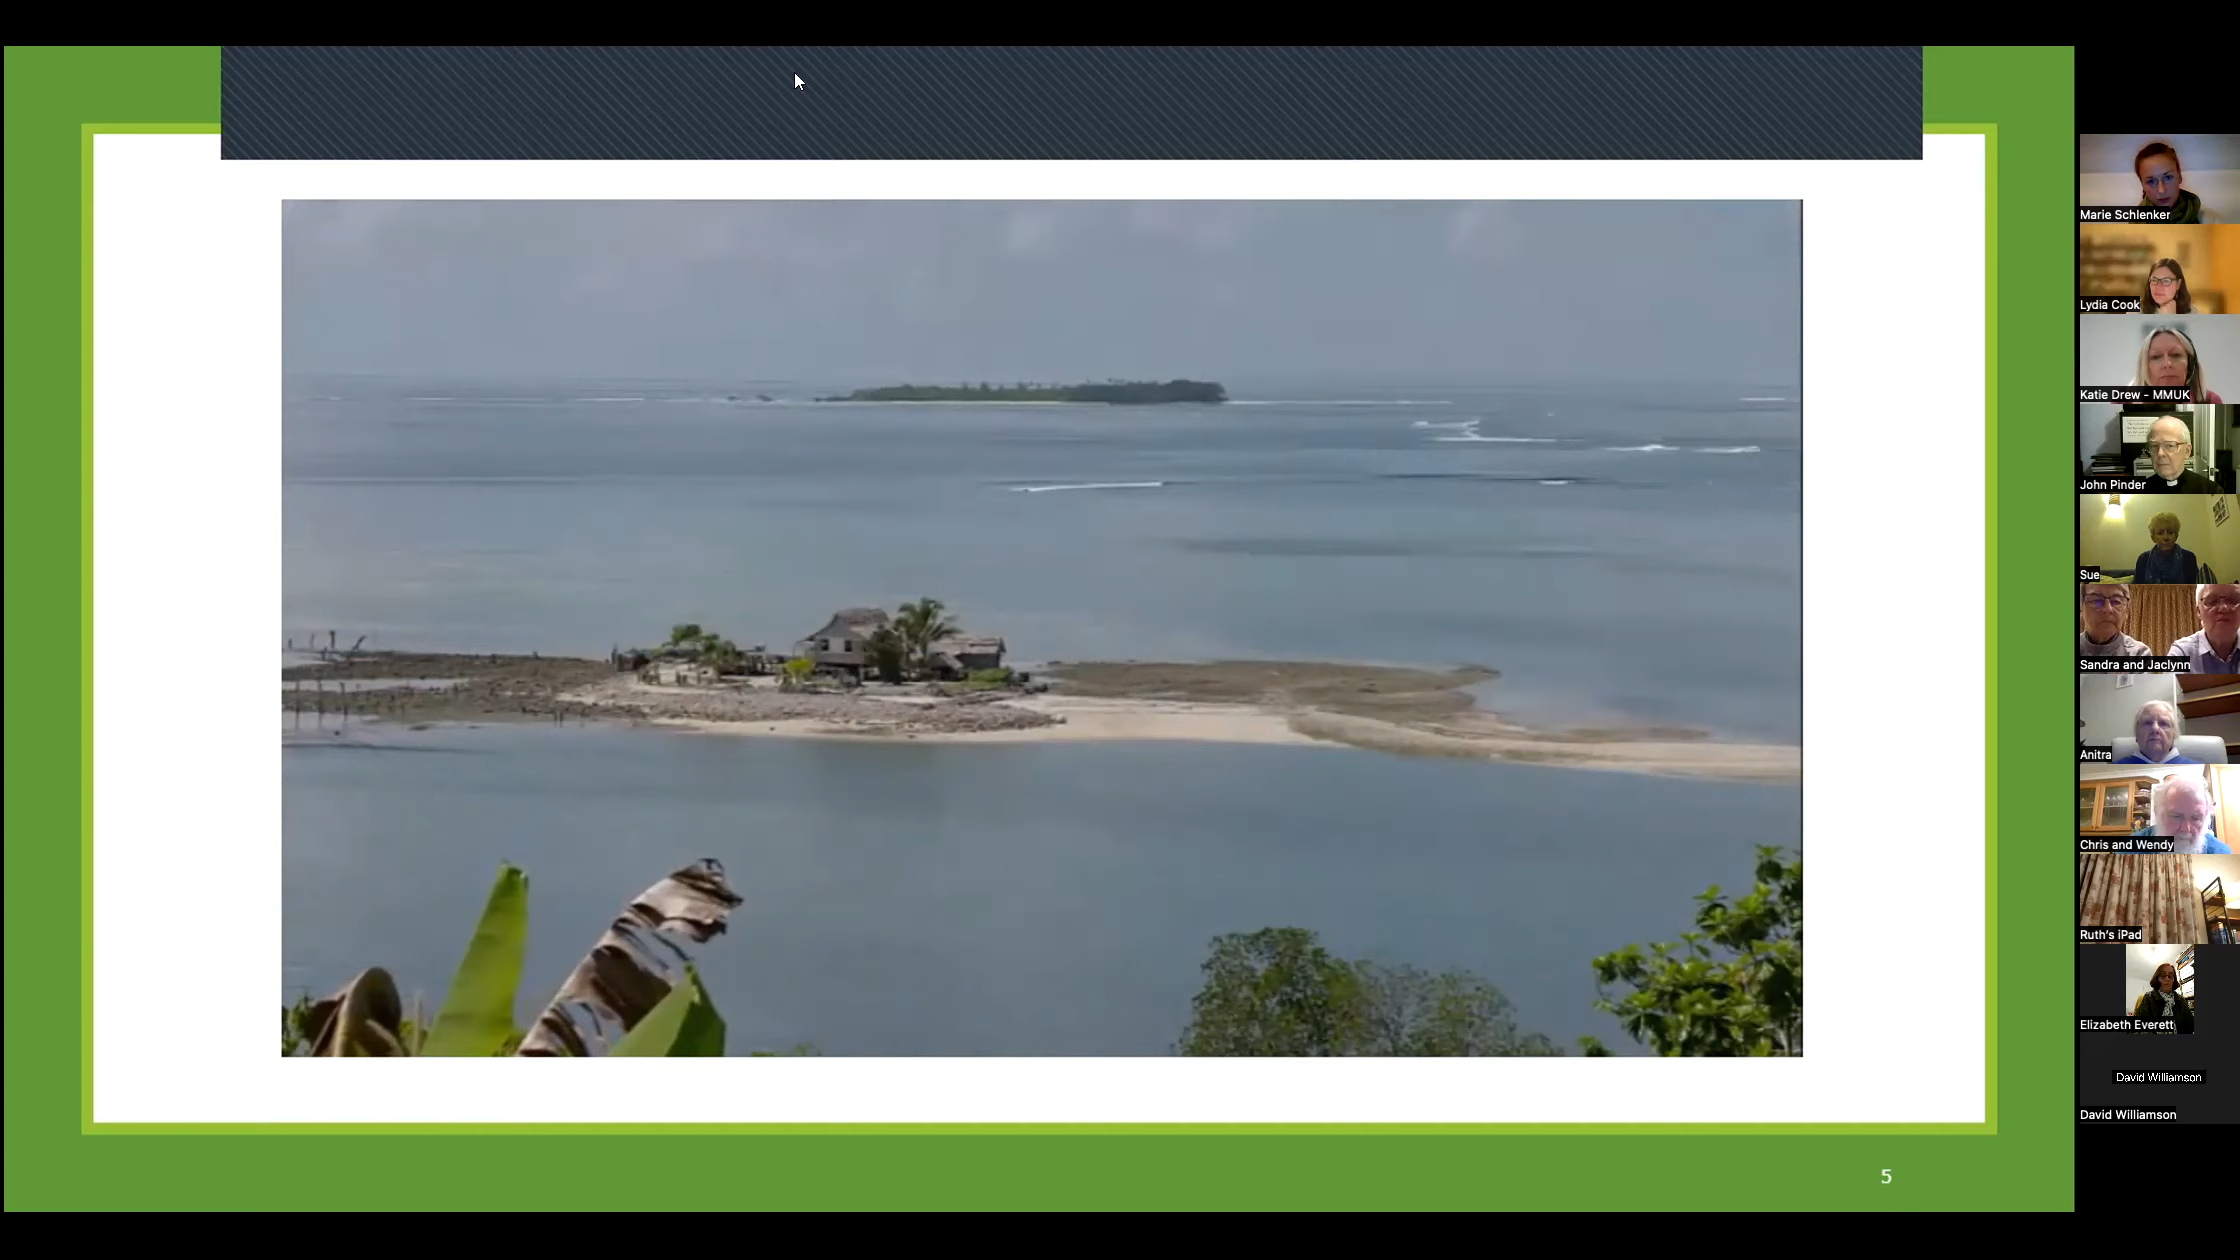 Marie Schlenker
Lydia Cook
Katie Drew - MMUK
John Pinder
Sue
Sandra and Jaclynn
Anitra
Chris and Wendy
Ruth's iPad
Elizabeth Everett
David Williamson
David Williamson
5